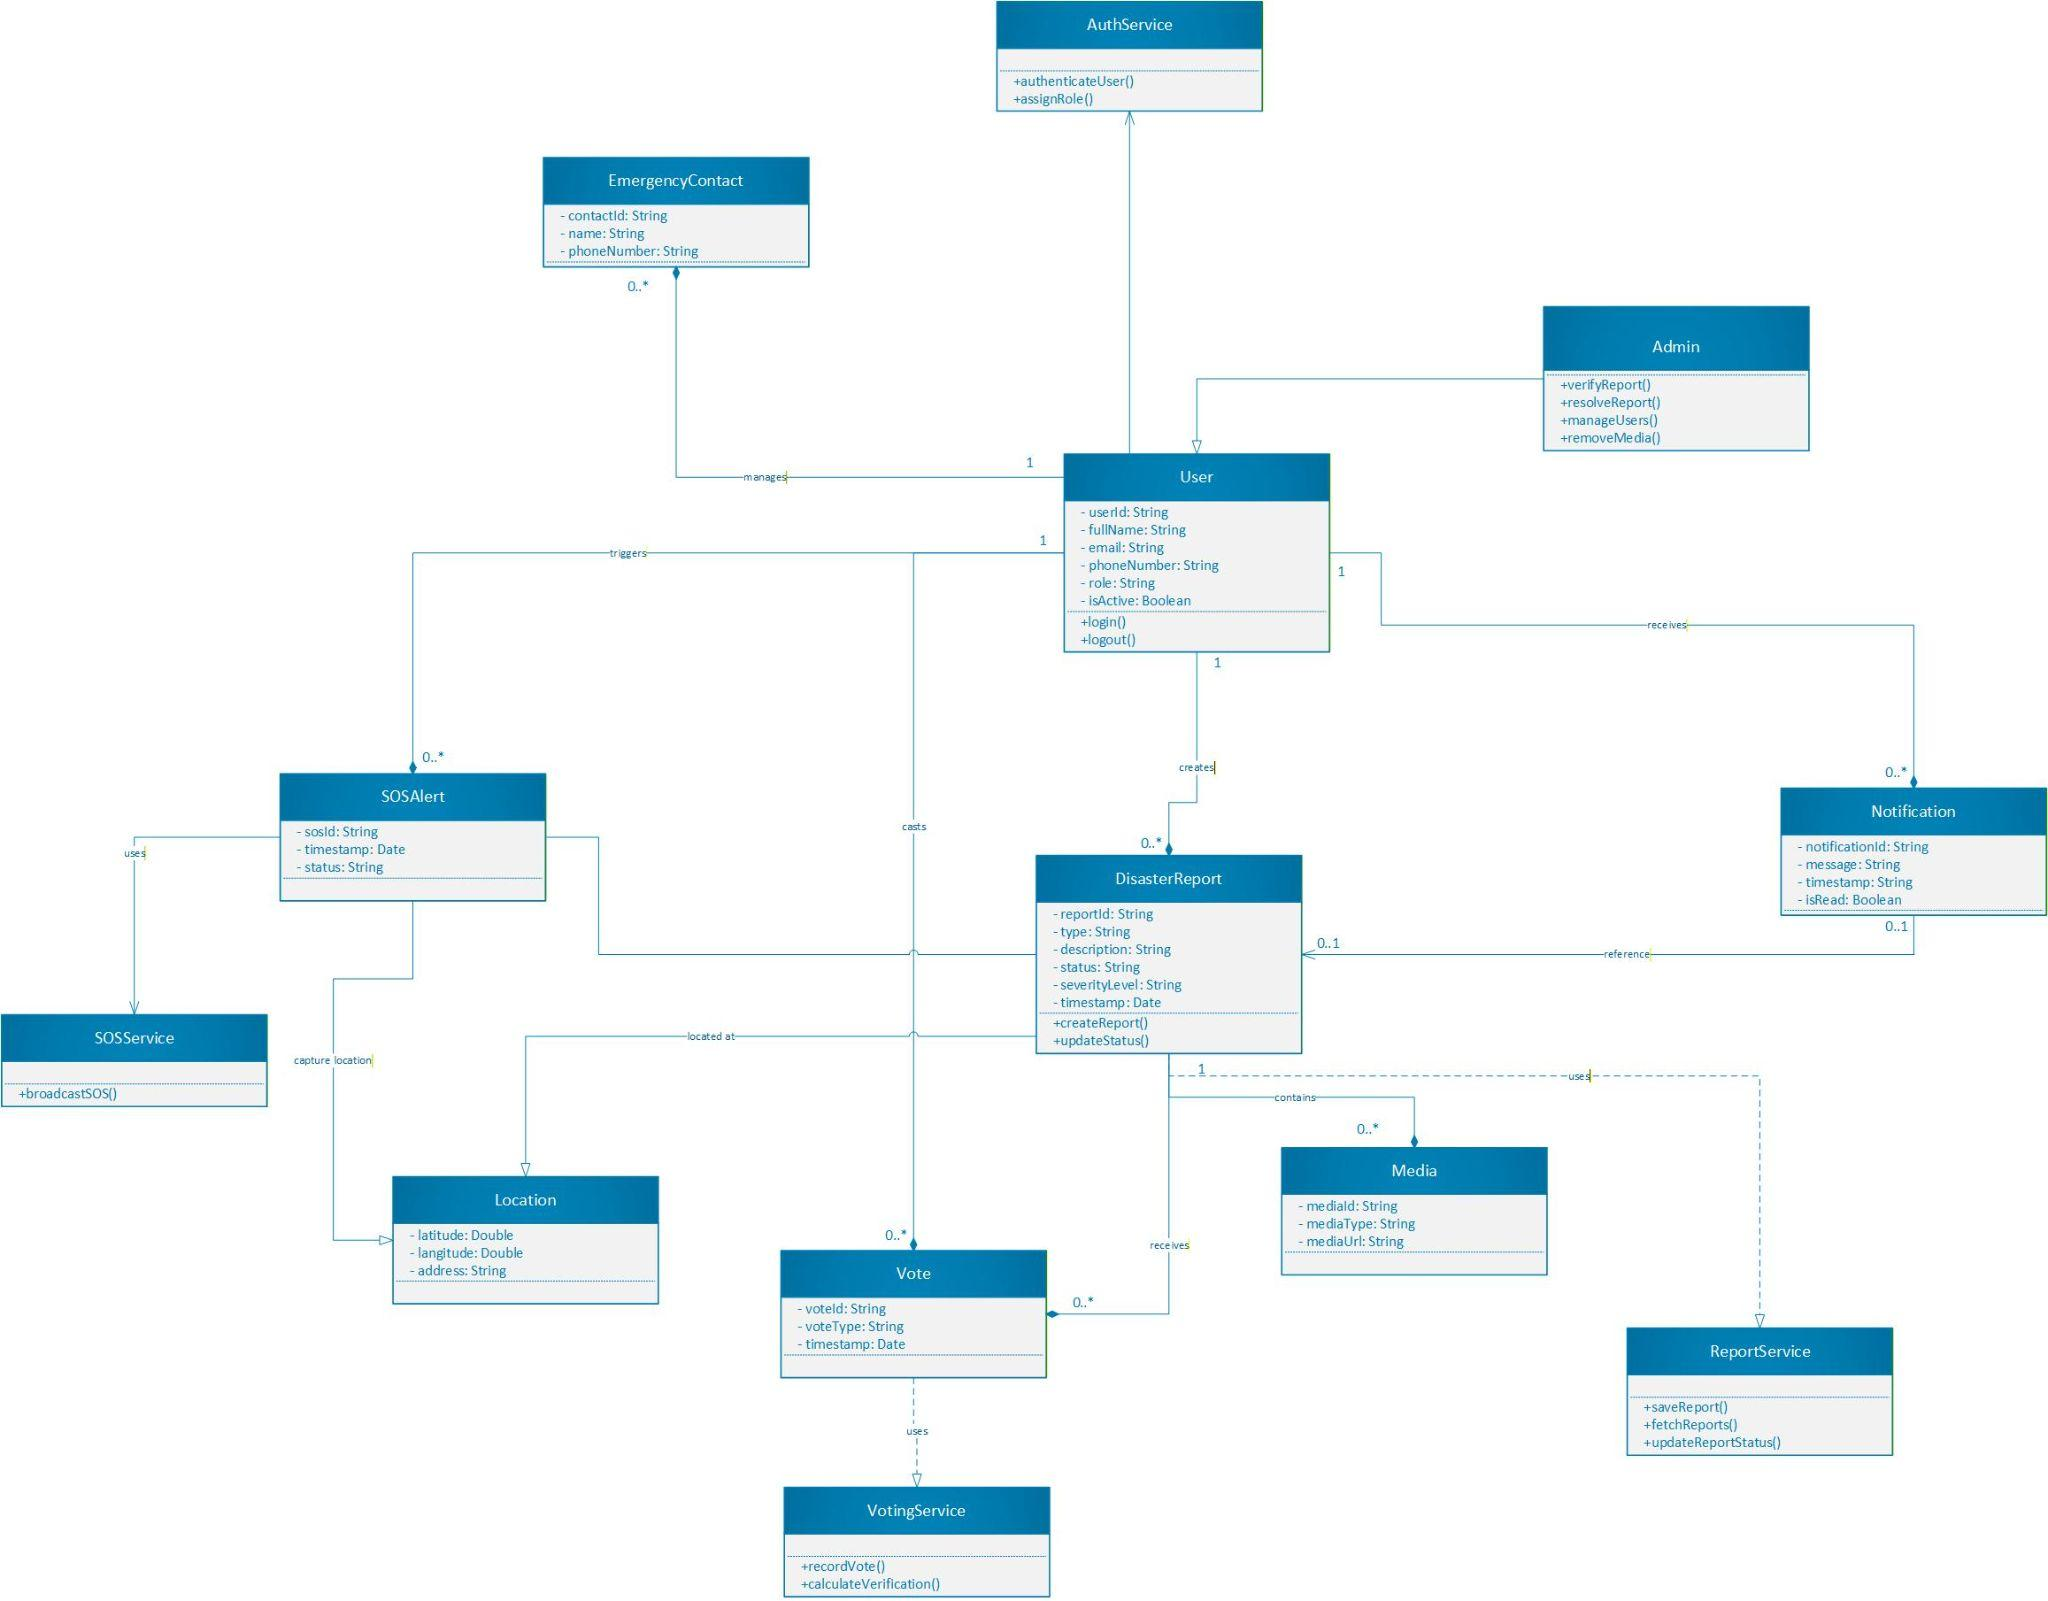 AuthService
+authenticateUser()
+assignRole()
EmergencyContact
- contactId: String
- name: String
- phoneNumber: String
0..*
Admin
+verifyReport()
+resolveReport()
+manageUsers()
+removeMedia()
1
manages
User
- userId: String
- fullName: String
- email: String
- phoneNumber: String
- role: String
- isActive: Boolean
+login()
+logout()
1
triggers
1
receives
1
creates
0..*
SOSAlert
- sosId: String
- timestamp: Date
- status: String
casts
0..*
DisasterReport
- reportId: String
- type: String
- description: String
- status: String
- severityLevel: String
- timestamp: Date
+createReport()
+updateStatus()
0..*
Notification
- notificationId: String
- message: String
- timestamp: String
- isRead: Boolean
0..1
0..1
reference
uses
SOSService
+broadcastSOS()
capture location
located at
1
uses
contains
0..*
Media
- mediaId: String
- mediaType: String
- mediaUrl: String
Location
- latitude: Double
- langitude: Double
- address: String
0..*
receives
Vote
- voteId: String
- voteType: String
- timestamp: Date
0..*
ReportService
+saveReport()
+fetchReports()
+updateReportStatus()
uses
VotingService
+recordVote()
+calculateVerification()